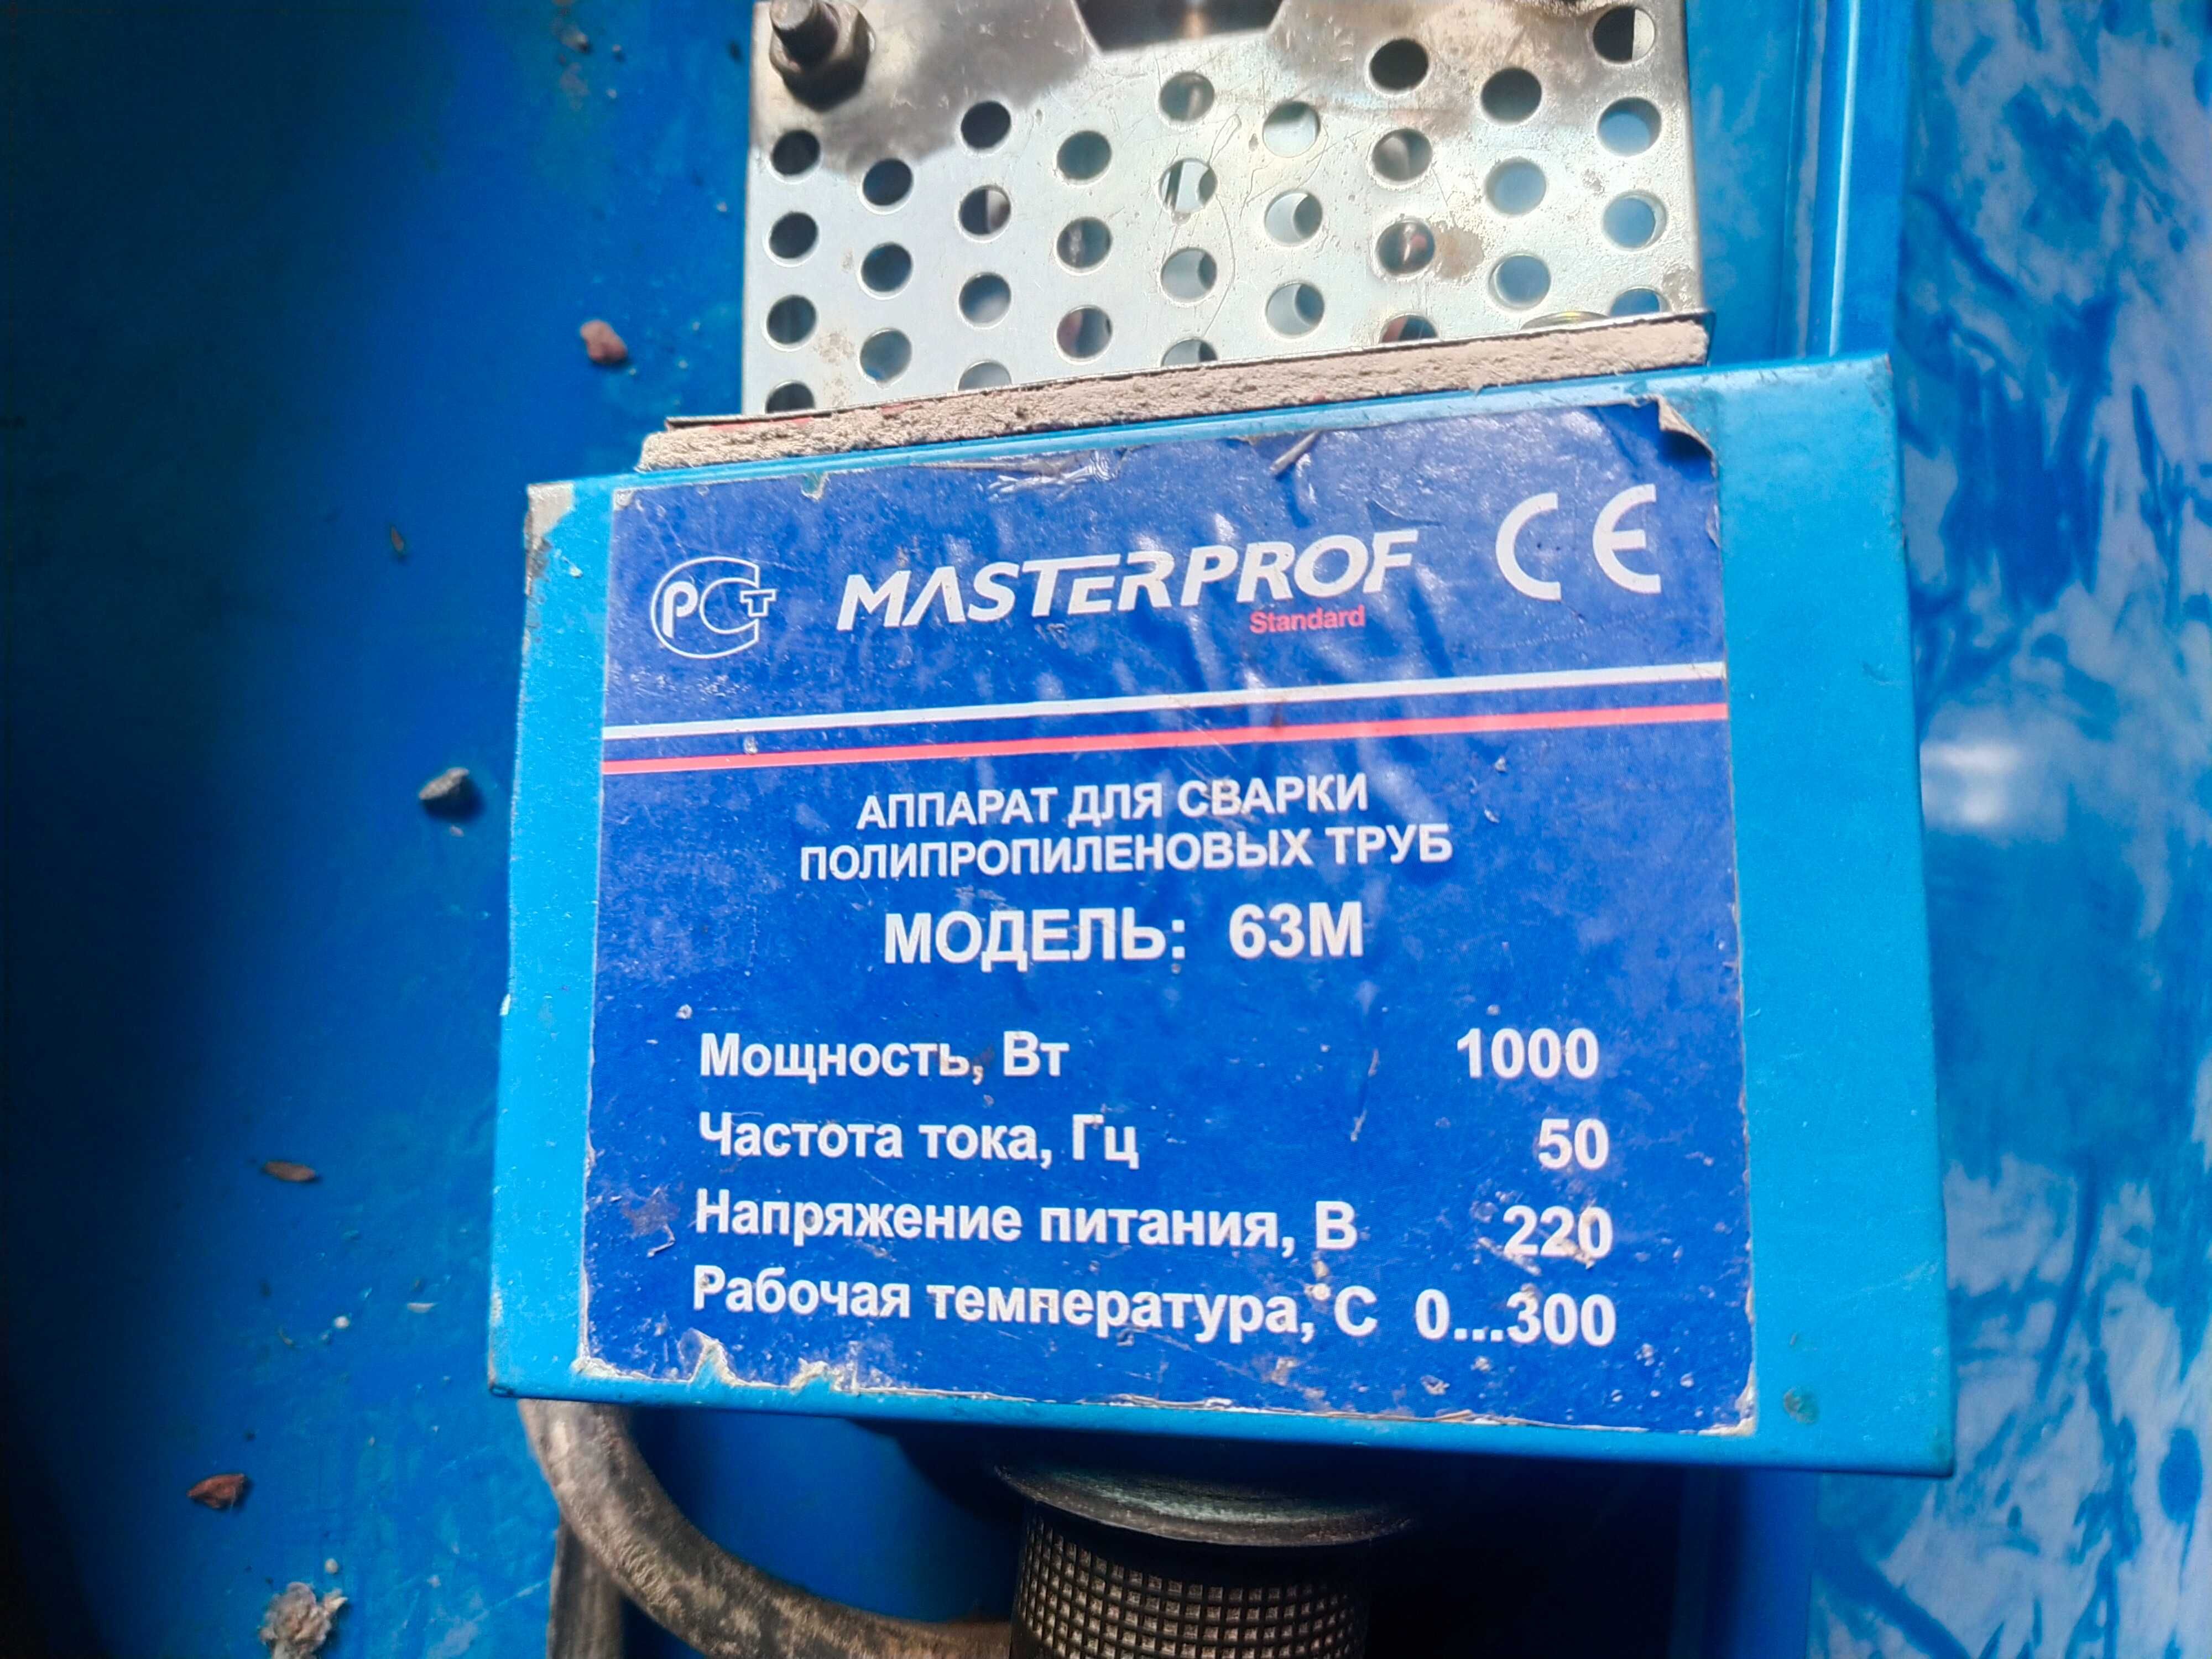 РСТ MASTERPROF CE
Standard
АППАРАТ ДЛЯ СВАРКИ
ПОЛИПРОПИЛЕНОВЫХ ТРУБ
МОДЕЛЬ: 63М
Мощность, Вт 1000
Частота тока, Гц 50
Напряжение питания, В 220
Рабочая температура,°С 0...300